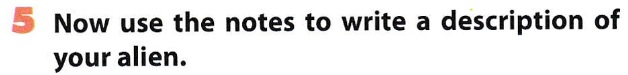 5 Now use the notes to write a description of
your alien.